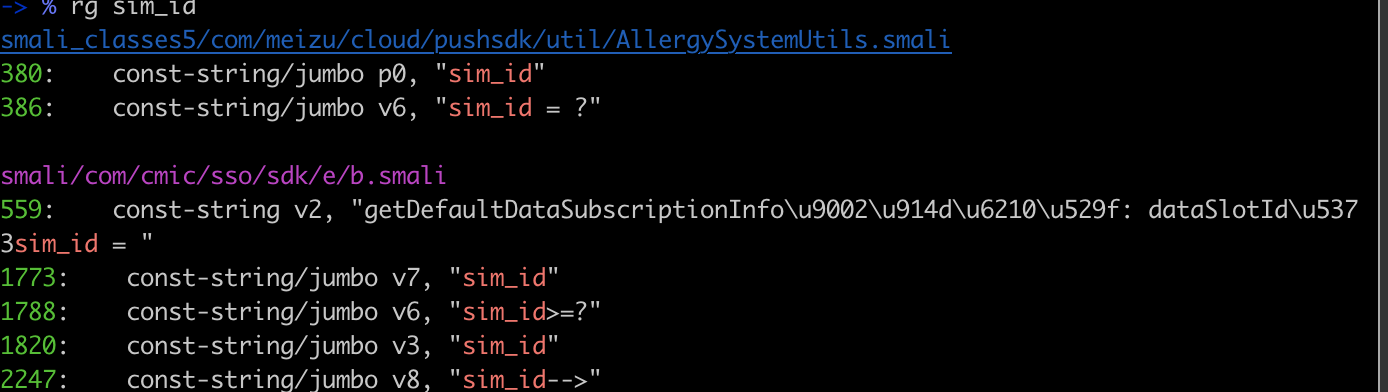 -> % rg sim_id
smali_classes5/com/meizu/cloud/pushsdk/util/AllergySystemUtils.smali
380:    const-string/jumbo p0, "sim_id"
386:    const-string/jumbo v6, "sim_id = ?"
smali/com/cmic/sso/sdk/e/b.smali
559:    const-string v2, "getDefaultDataSubscriptionInfo\u9002\u914d\u6210\u529f: dataSlotId\u537
3sim_id = "
1773:    const-string/jumbo v7, "sim_id"
1788:    const-string/jumbo v6, "sim_id>=?"
1820:    const-string/jumbo v3, "sim_id"
2247:    const-string/jumbo v8, "sim_id-->"